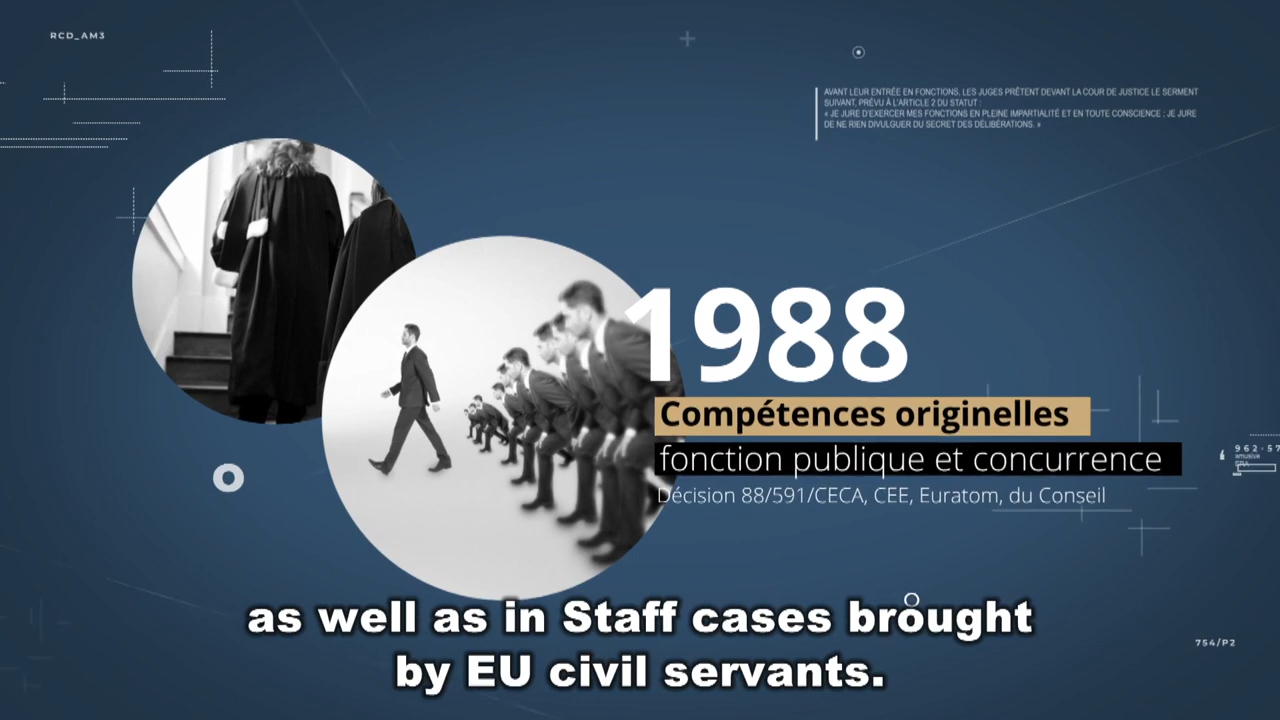 RCD_AM3
AVANT LEUR ENTRÉE EN FONCTIONS, LES JUGES PRÊTENT DEVANT LA COUR DE JUSTICE LE SERMENT
SUIVANT, PRÉVU À L'ARTICLE 2 DU STATUT :
« JE JURE D'EXERCER MES FONCTIONS EN PLEINE IMPARTIALITÉ ET EN TOUTE CONSCIENCE ; JE JURE
DE NE RIEN DIVULGUER DU SECRET DES DÉLIBÉRATIONS. »
1988
Compétences originelles
fonction publique et concurrence
962-57
Décision 88/591/CECA, CEE, Euratom, du Conseil
as well as in Staff cases brought
by EU civil servants.
754/P2